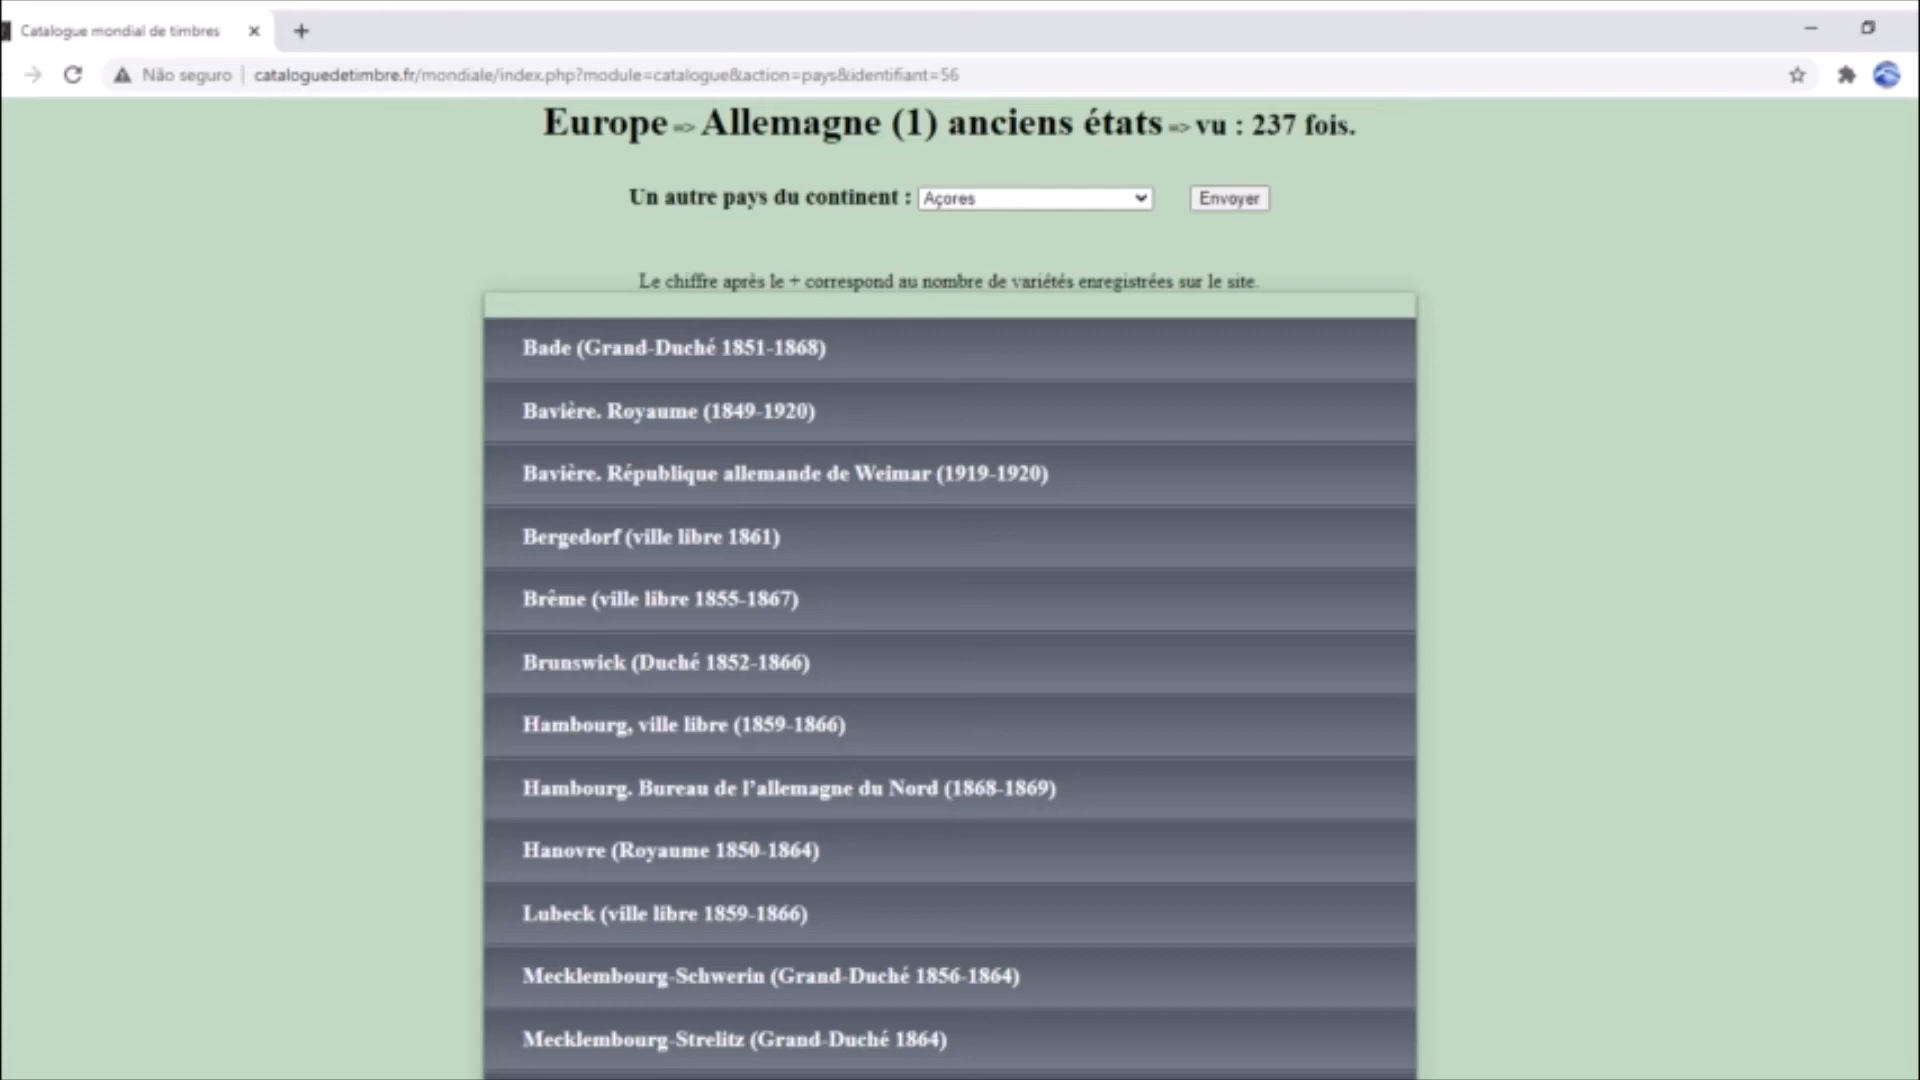 Catalogue mondial de timbres
Não seguro cataloguedetimbre.fr/mondiale/index.php?module=catalogue&action=pays&identifiant=56
Europe => Allemagne (1) anciens états => vu : 237 fois.
Un autre pays du continent : Açores Envoyer
Le chiffre après le + correspond au nombre de variétés enregistrées sur le site.
Bade (Grand-Duché 1851-1868)
Bavière. Royaume (1849-1920)
Bavière. République allemande de Weimar (1919-1920)
Bergedorf (ville libre 1861)
Brême (ville libre 1855-1867)
Brunswick (Duché 1852-1866)
Hambourg, ville libre (1859-1866)
Hambourg. Bureau de l’allemagne du Nord (1868-1869)
Hanovre (Royaume 1850-1864)
Lubeck (ville libre 1859-1866)
Mecklembourg-Schwerin (Grand-Duché 1856-1864)
Mecklembourg-Strelitz (Grand-Duché 1864)